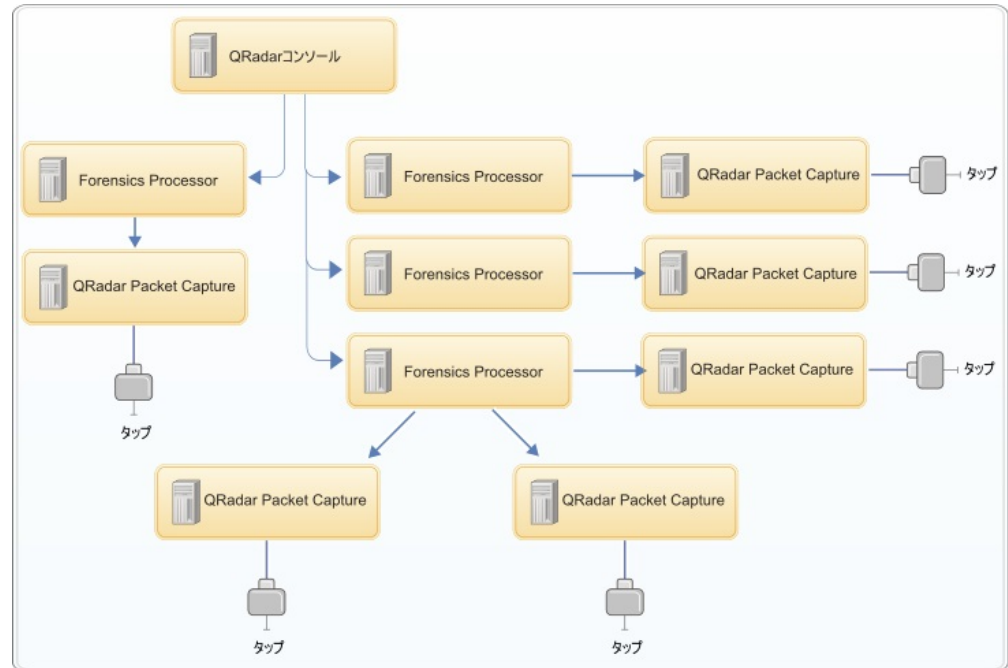 QRadarコンソール
Forensics Processor
Forensics Processor
QRadar Packet Capture
タップ
QRadar Packet Capture
Forensics Processor
QRadar Packet Capture
タップ
Forensics Processor
QRadar Packet Capture
タップ
タップ
QRadar Packet Capture
QRadar Packet Capture
タップ
タップ